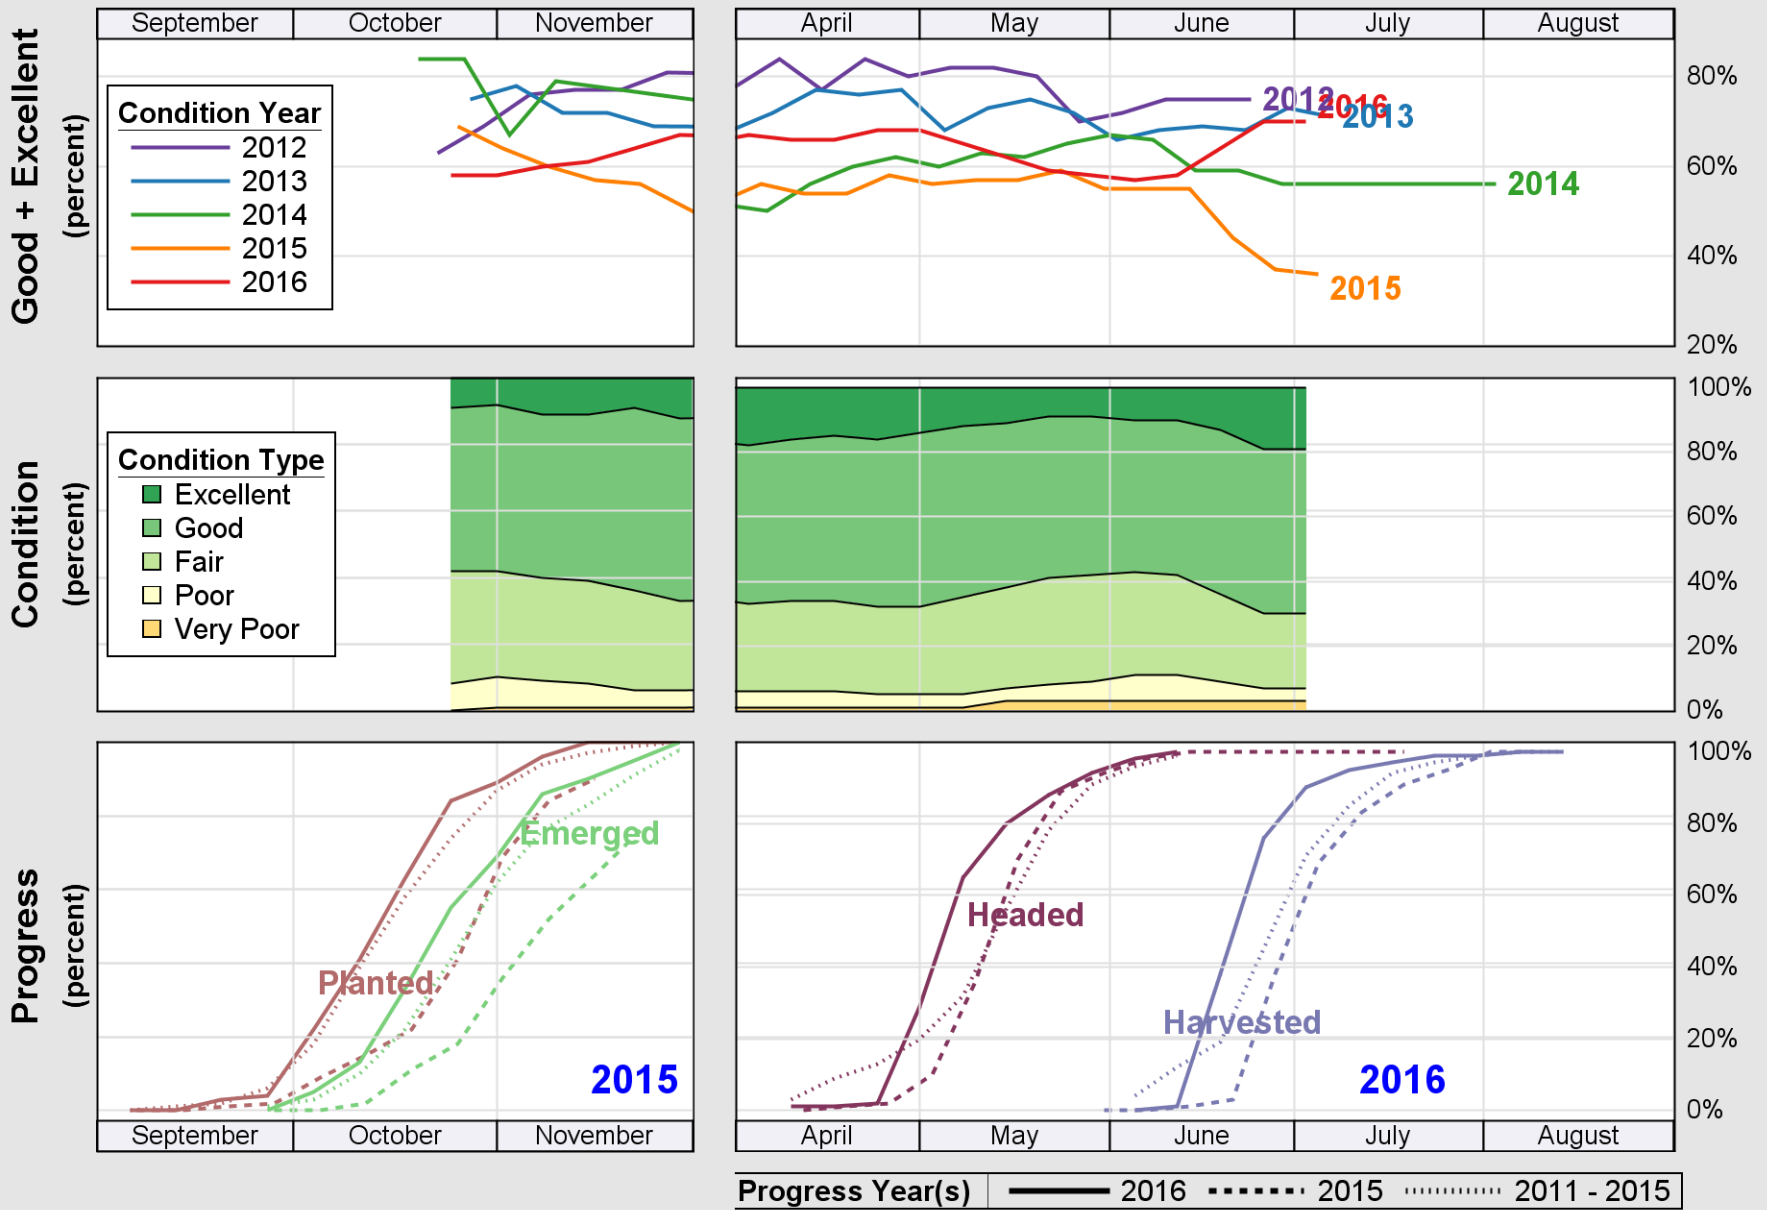 September October November April May June July August
Good + Excellent
(percent)
Condition Year
2012
2013
2014
2015
2016
2012
2016
2013
2014
2015
80%
60%
40%
20%
Condition
(percent)
Condition Type
Excellent
Good
Fair
Poor
Very Poor
100%
80%
60%
40%
20%
0%
Progress
(percent)
Planted
Emerged
2015
Headed
Harvested
2016
100%
80%
60%
40%
20%
0%
September October November April May June July August
Progress Year(s) 2016 2015 2011 - 2015